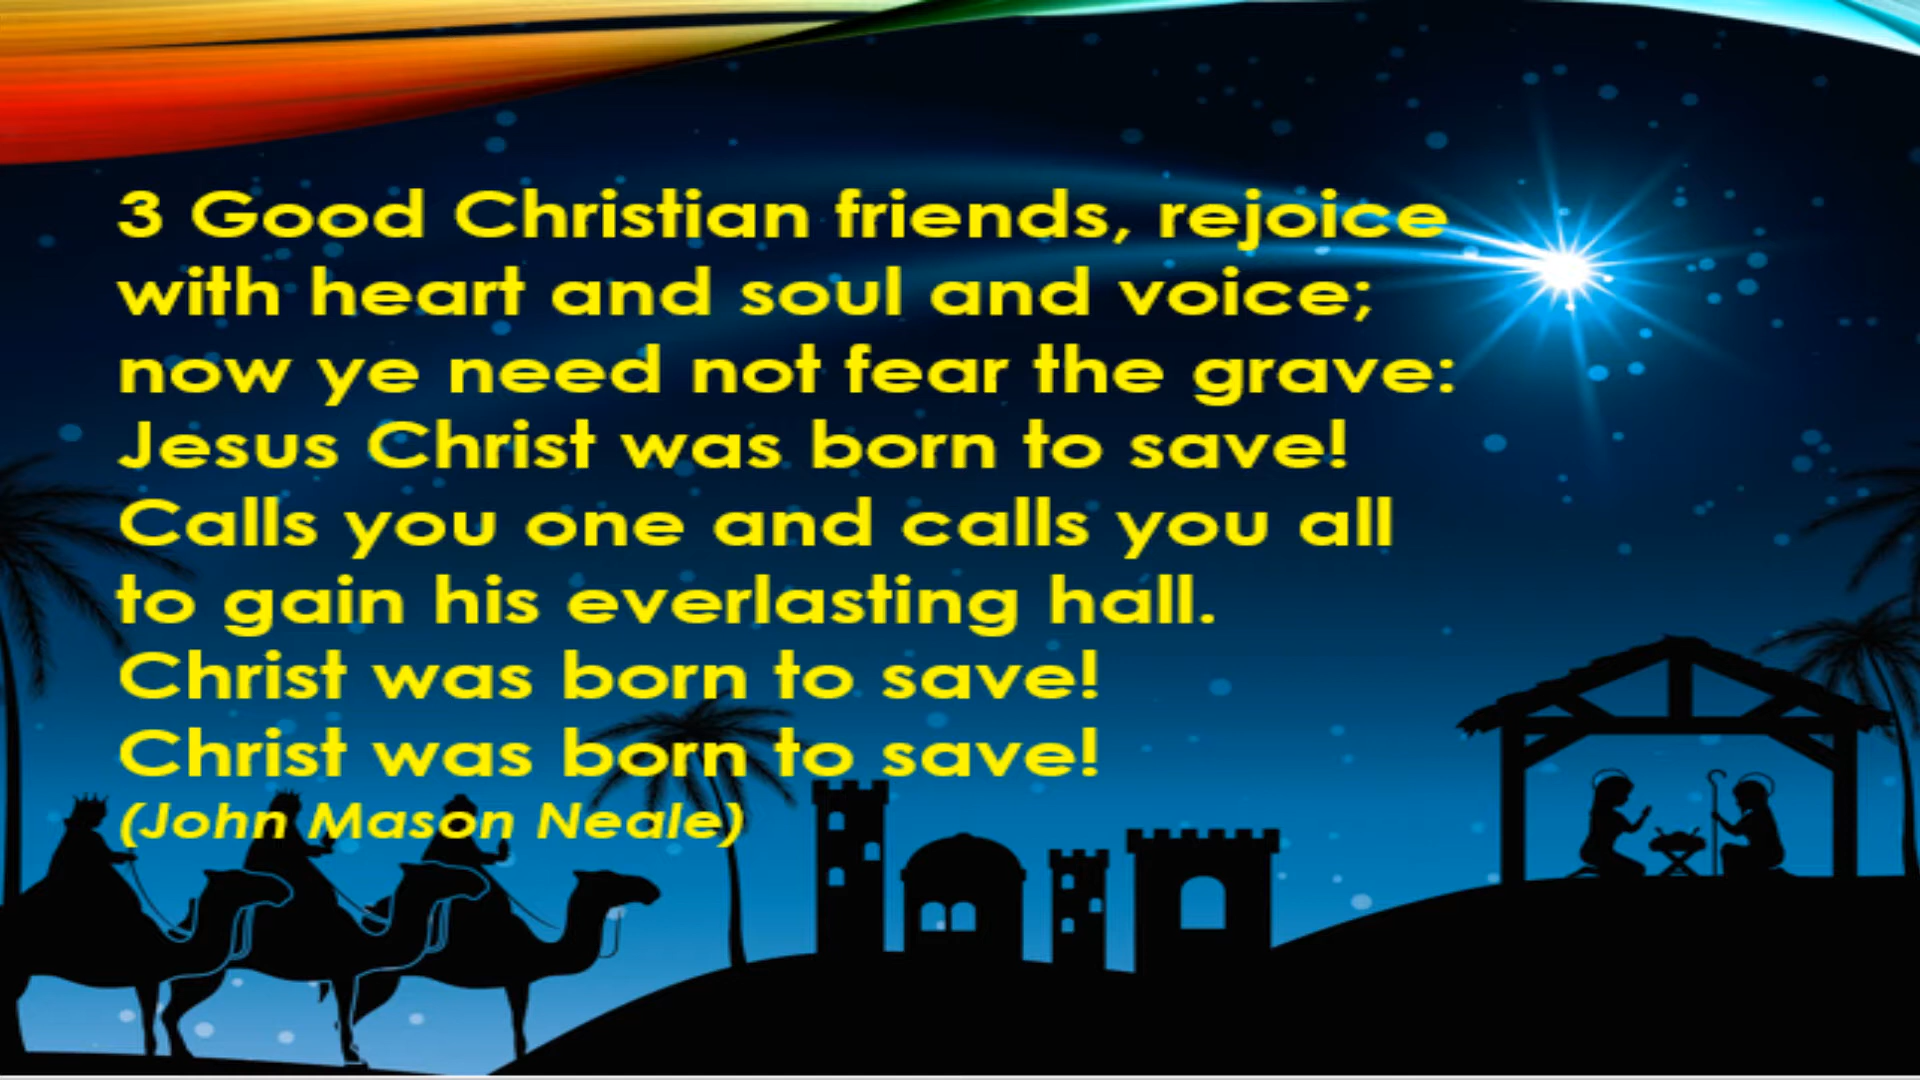 3 Good Christian friends, rejoice
with heart and soul and voice;
now ye need not fear the grave:
Jesus Christ was born to save!
Calls you one and calls you all
to gain his everlasting hall.
Christ was born to save!
Christ was born to save!
(John Mason Neale)